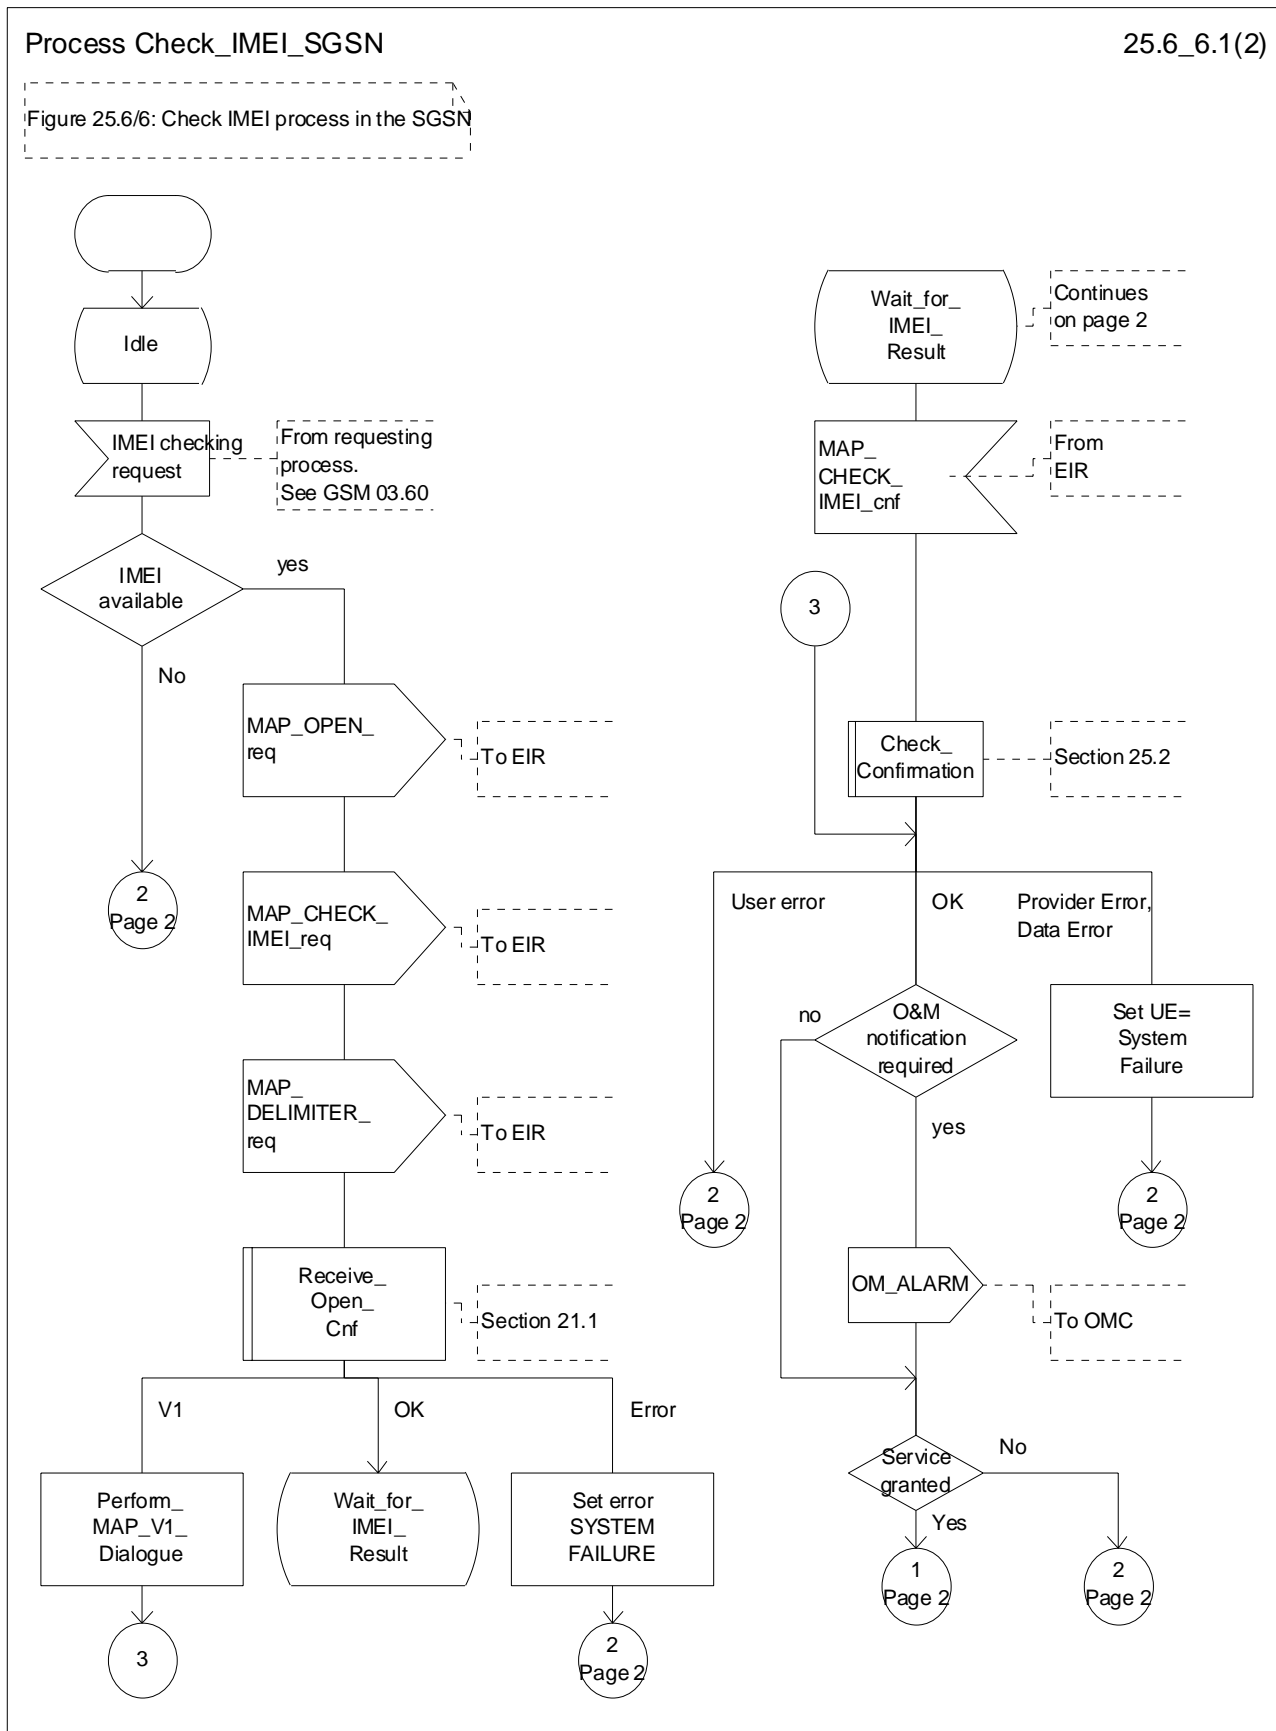 Process Check_IMEI_SGSN
25.6_6.1(2)
Figure 25.6/6: Check IMEI process in the SGSN
Idle
IMEI checking
request
From requesting
process.
See GSM 03.60
IMEI
available
yes
No
2
Page 2
MAP_OPEN_
req
To EIR
MAP_CHECK_
IMEI_req
To EIR
MAP_
DELIMITER_
req
To EIR
Receive_
Open_
Cnf
Section 21.1
V1
OK
Error
Perform_
MAP_V1_
Dialogue
Wait_for_
IMEI_
Result
Set error
SYSTEM
FAILURE
3
2
Page 2
Wait_for_
IMEI_
Result
Continues
on page 2
MAP_
CHECK_
IMEI_cnf
From
EIR
3
Check_
Confirmation
Section 25.2
User error
OK
Provider Error,
Data Error
no
O&M
notification
required
Set UE=
System
Failure
yes
2
Page 2
2
Page 2
OM_ALARM
To OMC
Service
granted
No
Yes
1
Page 2
2
Page 2